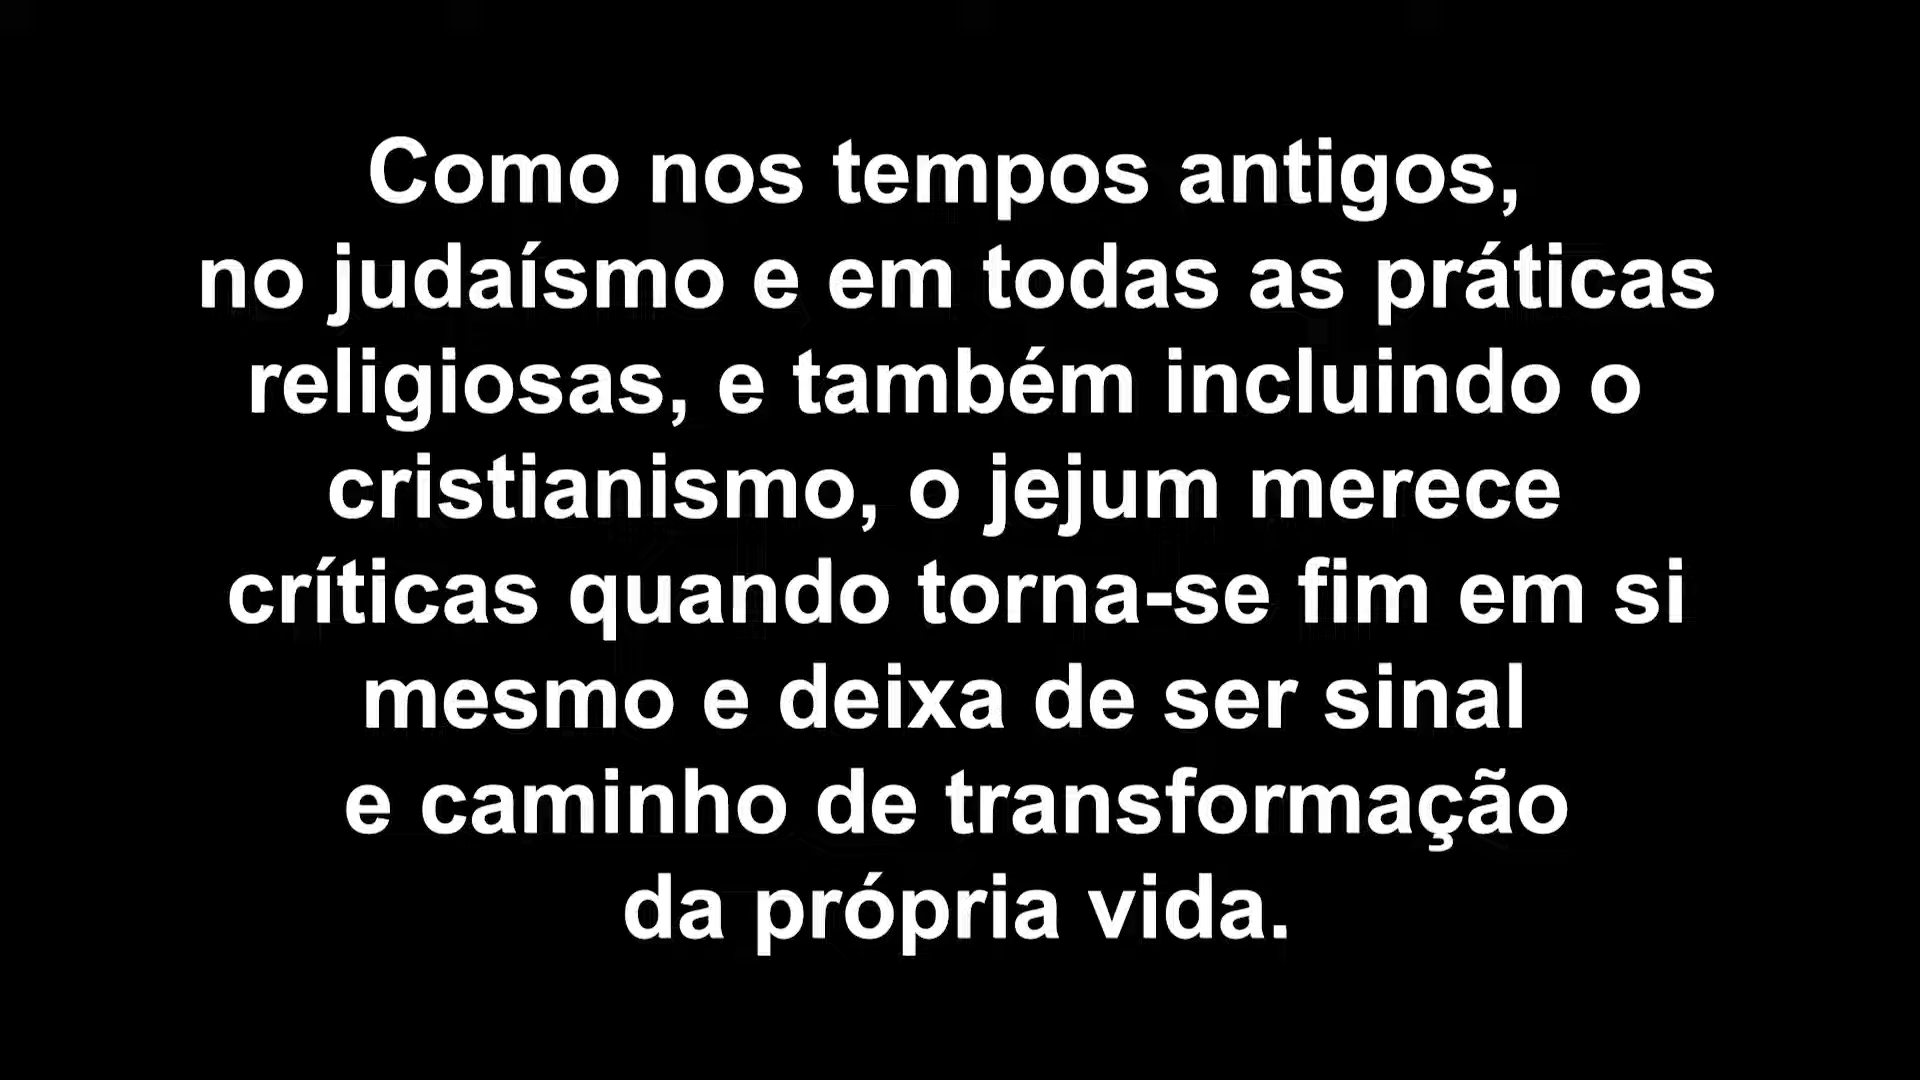 Como nos tempos antigos,
no judaísmo e em todas as práticas
religiosas, e também incluindo o
cristianismo, o jejum merece
críticas quando torna-se fim em si
mesmo e deixa de ser sinal
e caminho de transformação
da própria vida.